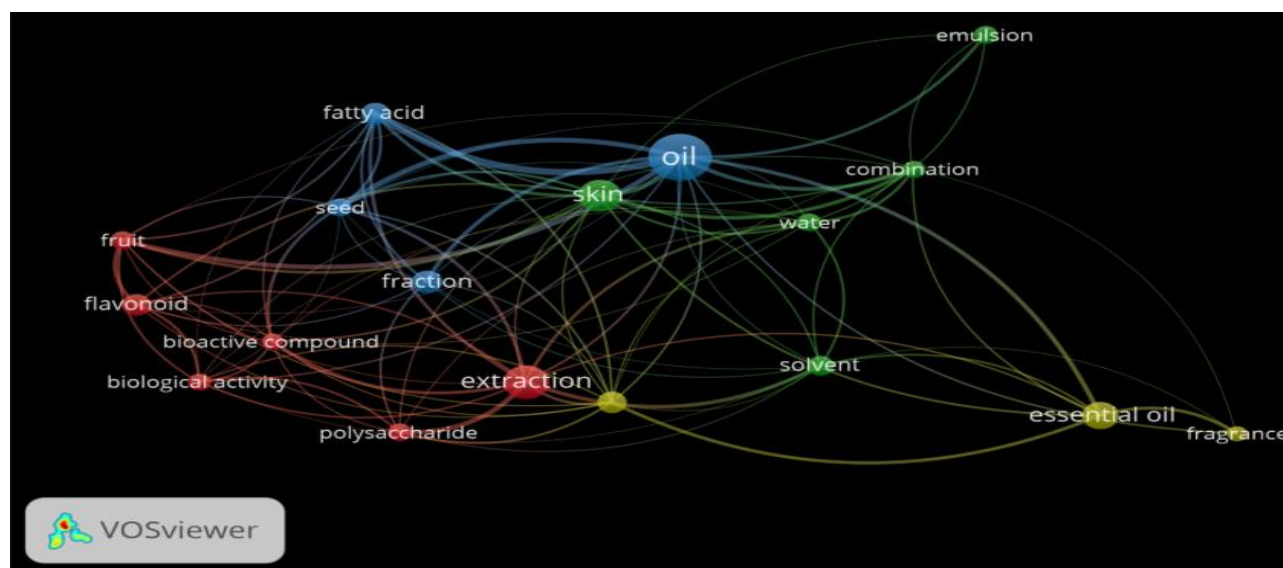 emulsion
fatty acid
oil
combination
skin
seed
water
fruit
fraction
flavonoid
bioactive compound
solvent
biological activity
extraction
essential oil
polysaccharide
fragrance
VOSviewer